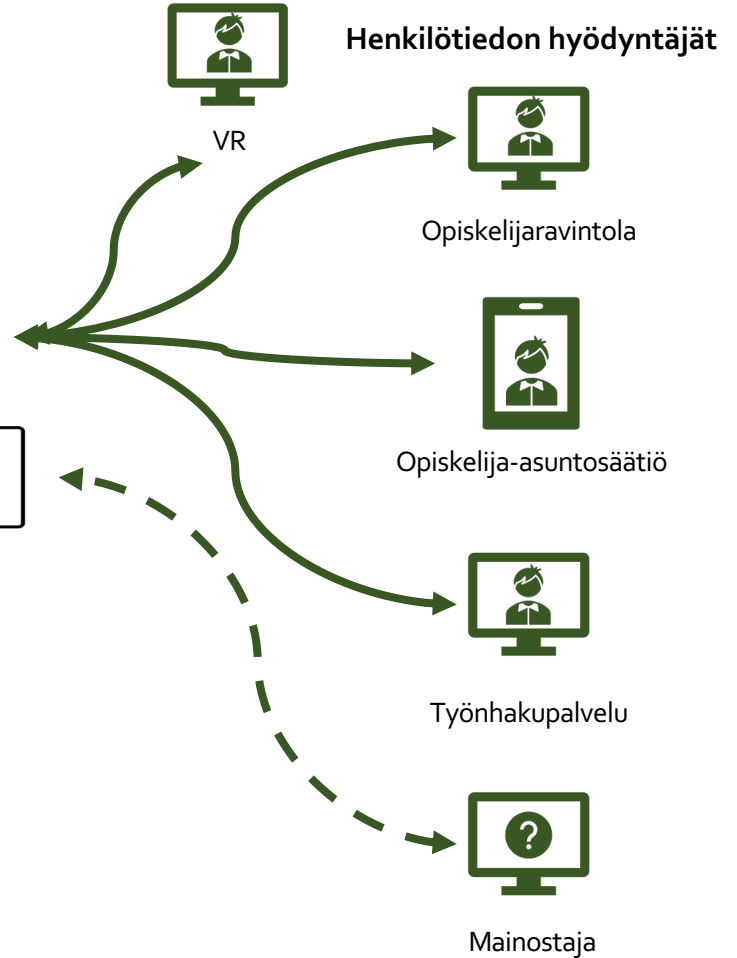 Henkilötiedon hyödyntäjät
VR
Opiskelijaravintola
Opiskelija-asuntosäätiö
Työnhakupalvelu
?
Mainostaja